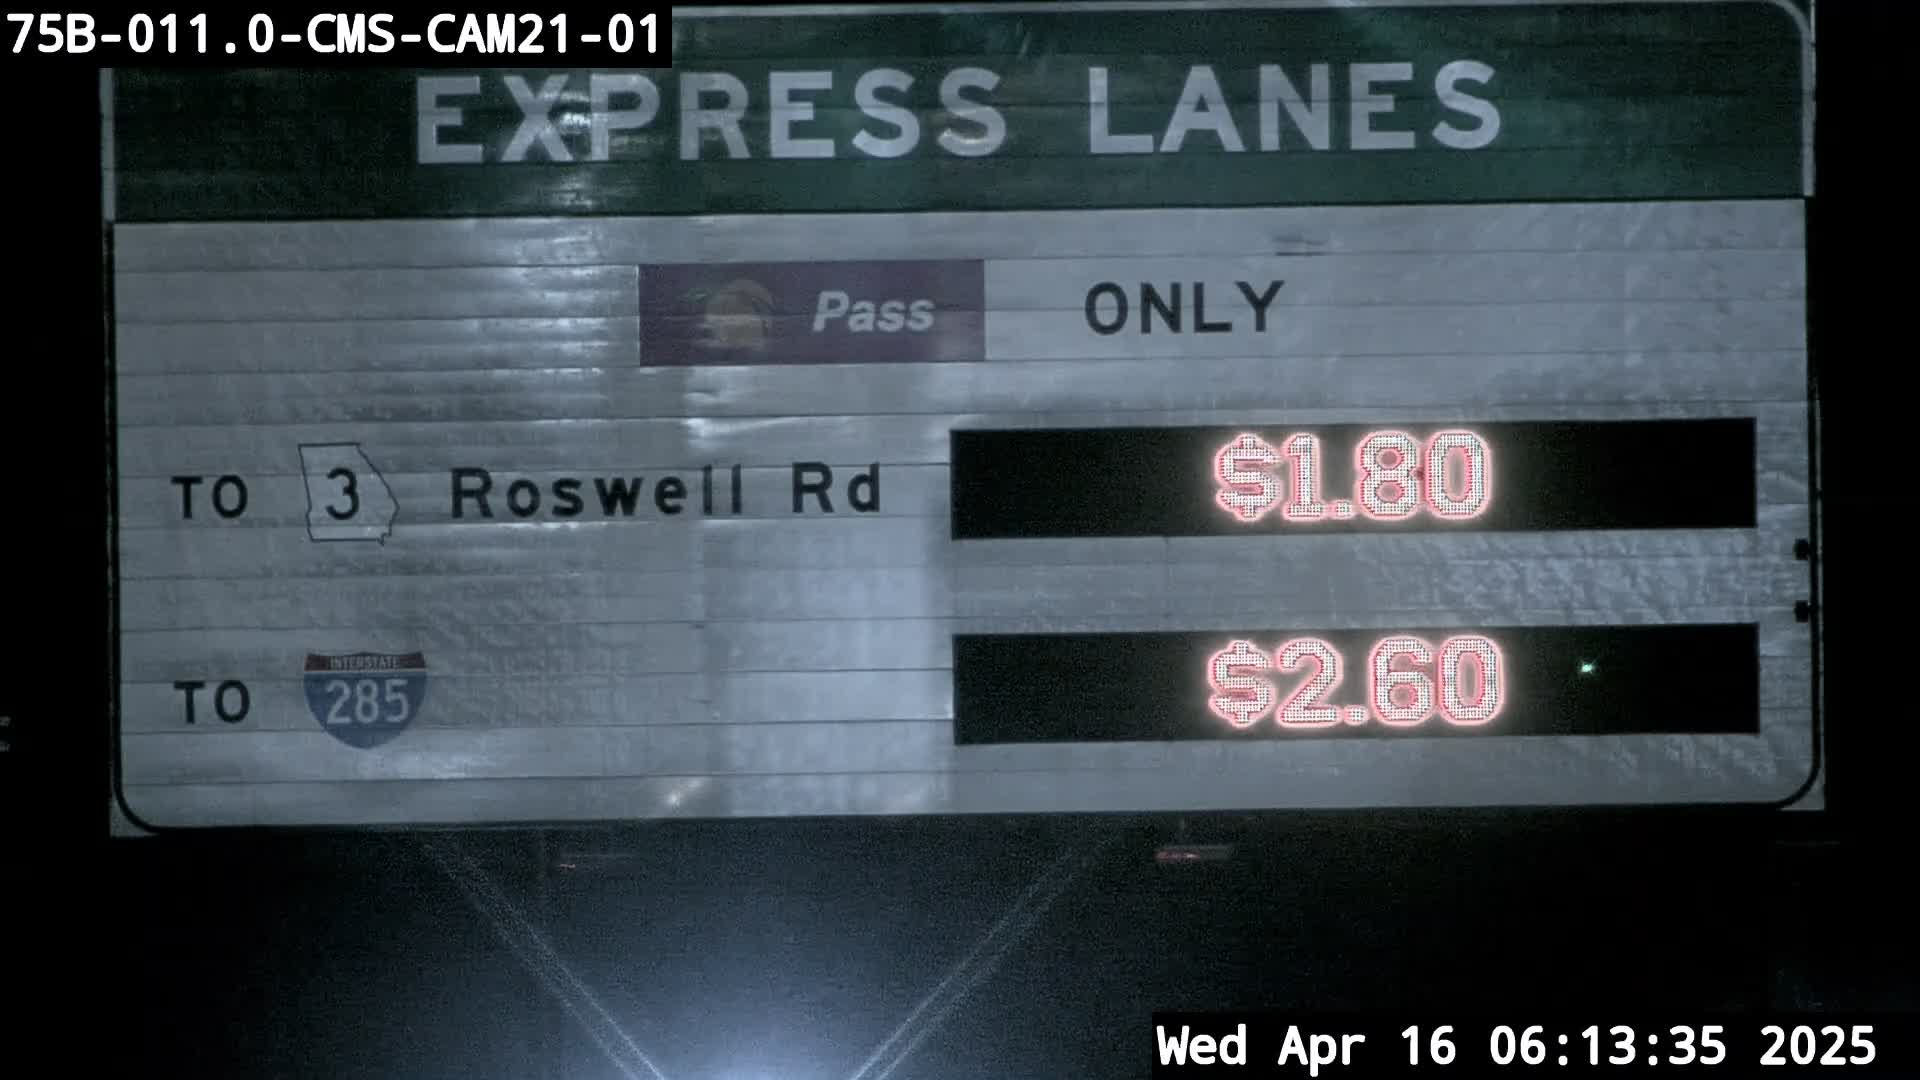 75B-011.0-CMS-CAM21-01
EXPRESS LANES
Pass ONLY
TO 3 Roswell Rd $1.80
TO INTERSTATE 285 $2.60
Wed Apr 16 06:13:35 2025